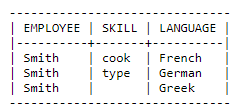 | EMPLOYEE | SKILL | LANGUAGE |
| Smith | cook | French |
| Smith | type | German |
| Smith | | Greek |